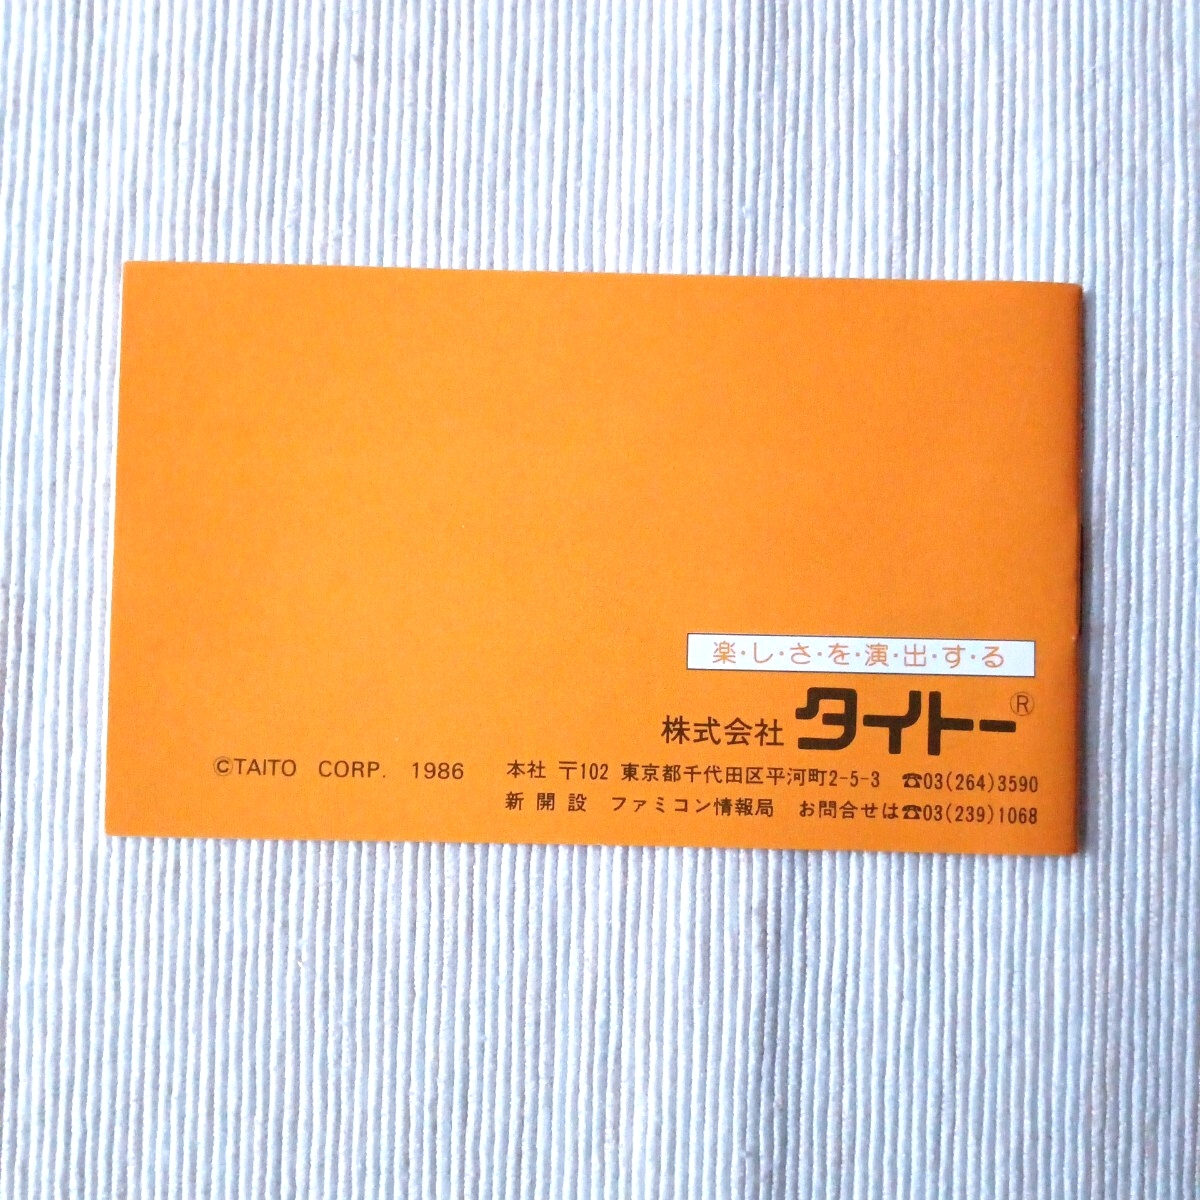 楽・し・さ・を・演・出・す・る
株式会社 タイトー®
©TAITO CORP. 1986 本社 〒102 東京都千代田区平河町2-5-3 ☎03(264)3590
新開設 ファミコン情報局 お問合せは☎03(239)1068